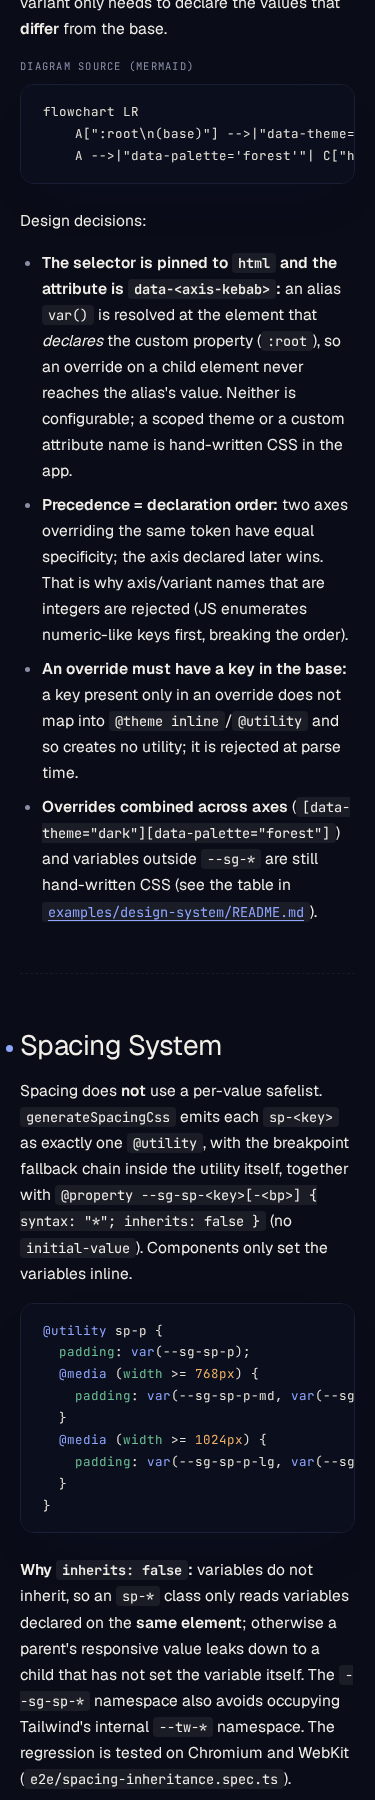 variant only needs to declare the values that
differ from the base.
DIAGRAM SOURCE (MERMAID)
flowchart LR
A[":root\n(base)"] -->|"data-theme=
A -->|"data-palette='forest'"| C["h
Design decisions:
The selector is pinned to html and the
attribute is data-<axis-kebab>: an alias
var() is resolved at the element that
declares the custom property (:root), so
an override on a child element never
reaches the alias's value. Neither is
configurable; a scoped theme or a custom
attribute name is hand-written CSS in the
app.
Precedence = declaration order: two axes
overriding the same token have equal
specificity; the axis declared later wins.
That is why axis/variant names that are
integers are rejected (JS enumerates
numeric-like keys first, breaking the order).
An override must have a key in the base:
a key present only in an override does not
map into @theme inline/@utility and
so creates no utility; it is rejected at parse
time.
Overrides combined across axes ([data-
theme="dark"][data-palette="forest"])
and variables outside --sg-* are still
hand-written CSS (see the table in
examples/design-system/README.md).
Spacing System
Spacing does not use a per-value safelist.
generateSpacingCss emits each sp-<key>
as exactly one @utility, with the breakpoint
fallback chain inside the utility itself, together
with @property --sg-sp-<key>[-<bp>] {
syntax: "*"; inherits: false } (no
initial-value). Components only set the
variables inline.
@utility sp-p {
padding: var(--sg-sp-p);
@media (width >= 768px) {
padding: var(--sg-sp-p-md, var(--sg
}
@media (width >= 1024px) {
padding: var(--sg-sp-p-lg, var(--sg
}
}
Why inherits: false: variables do not
inherit, so an sp-* class only reads variables
declared on the same element; otherwise a
parent's responsive value leaks down to a
child that has not set the variable itself. The -
-sg-sp-* namespace also avoids occupying
Tailwind's internal --tw-* namespace. The
regression is tested on Chromium and WebKit
(e2e/spacing-inheritance.spec.ts).